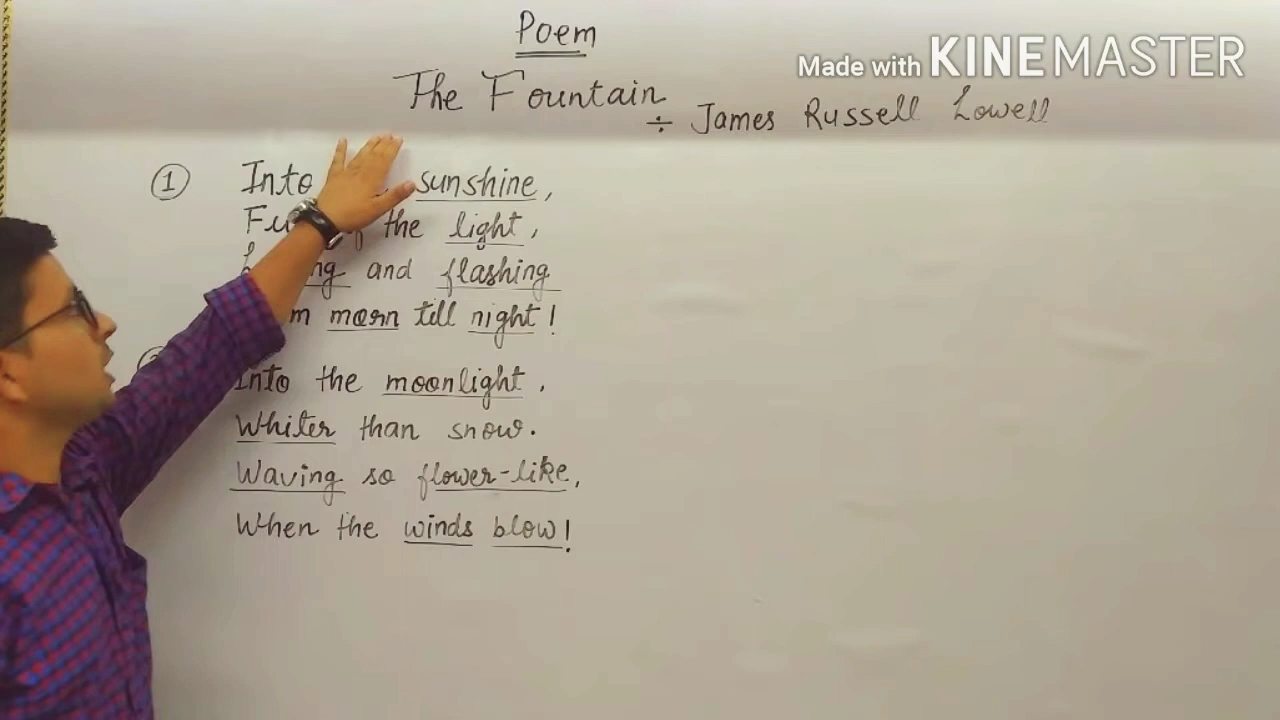 Poem
Made with KINEMASTER
The Fountain
÷ James Russell Lowell
① Into sunshine,
the light,
and flashing
morn till night!
Into the moonlight.
Whiter than snow.
Waving so flower-like,
When the winds blow!